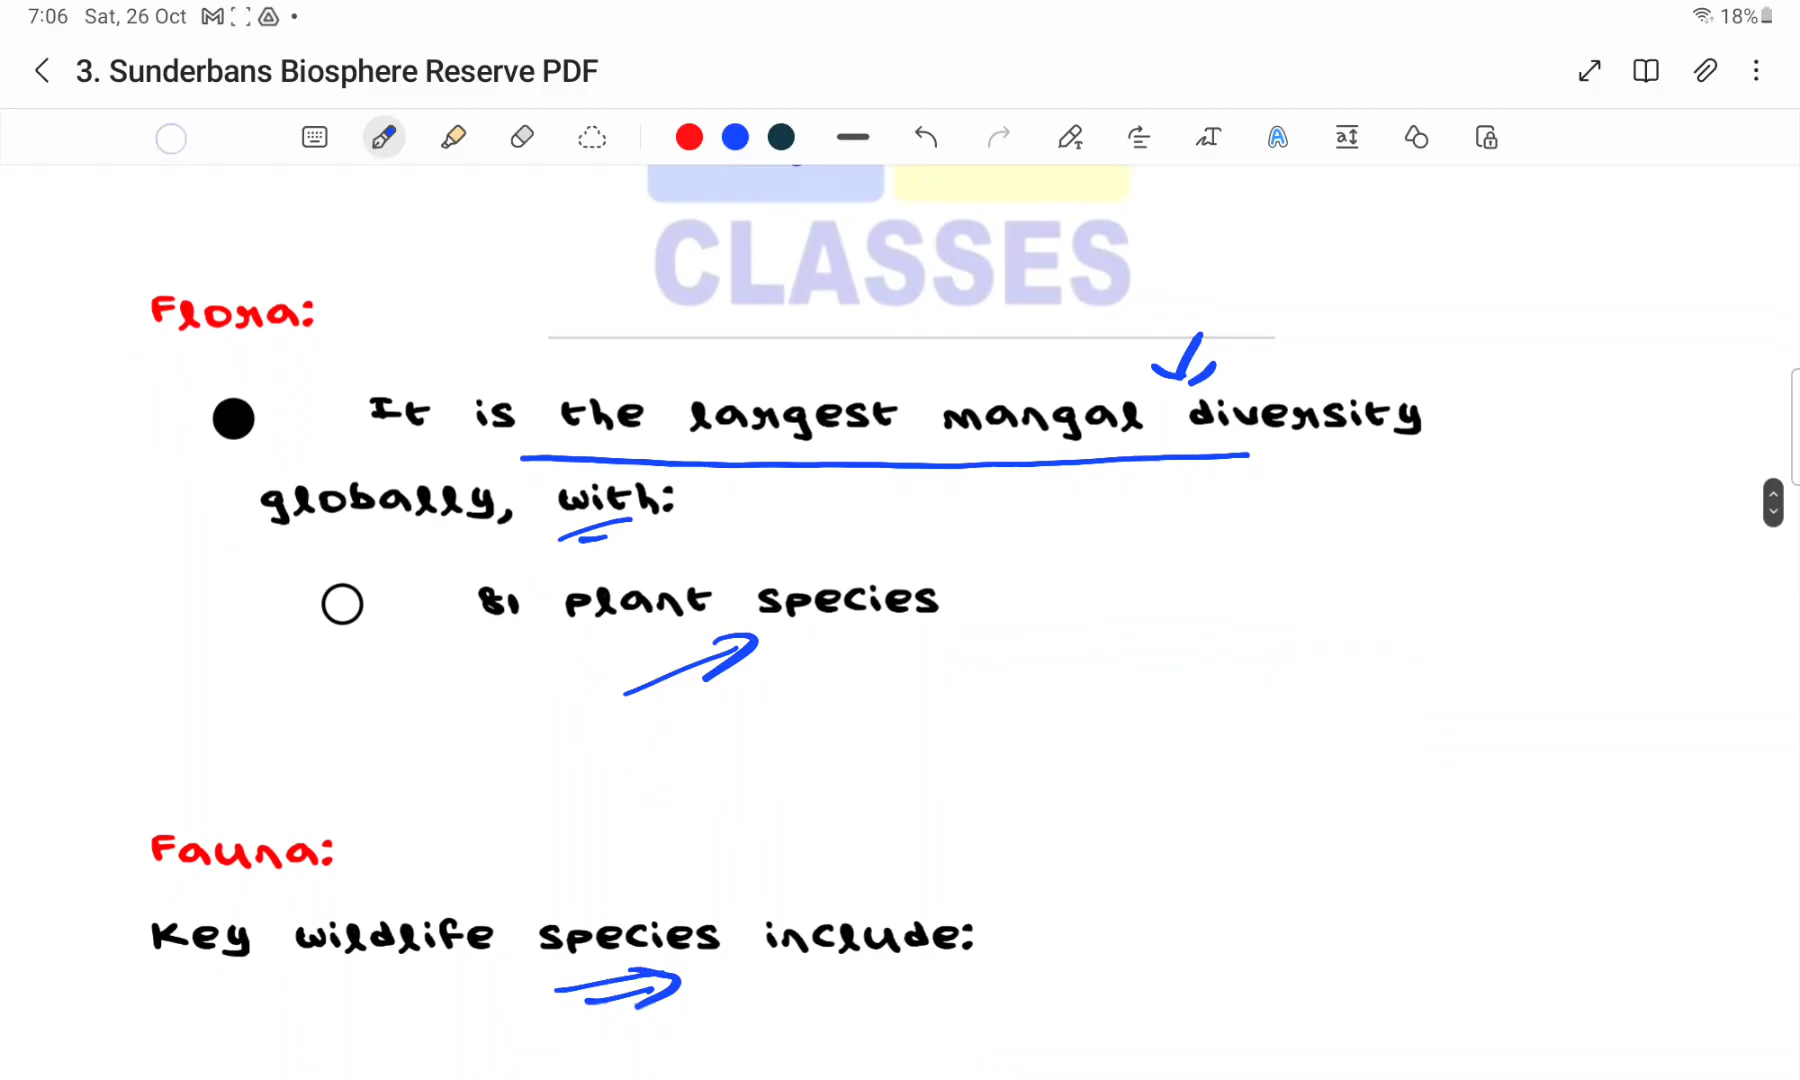 7:06 Sat, 26 Oct
18%
3. Sunderbans Biosphere Reserve PDF
CLASSES
Flora:
It is the largest mangal diversity
globally, with:
81 plant species
Fauna:
Key wildlife species include: